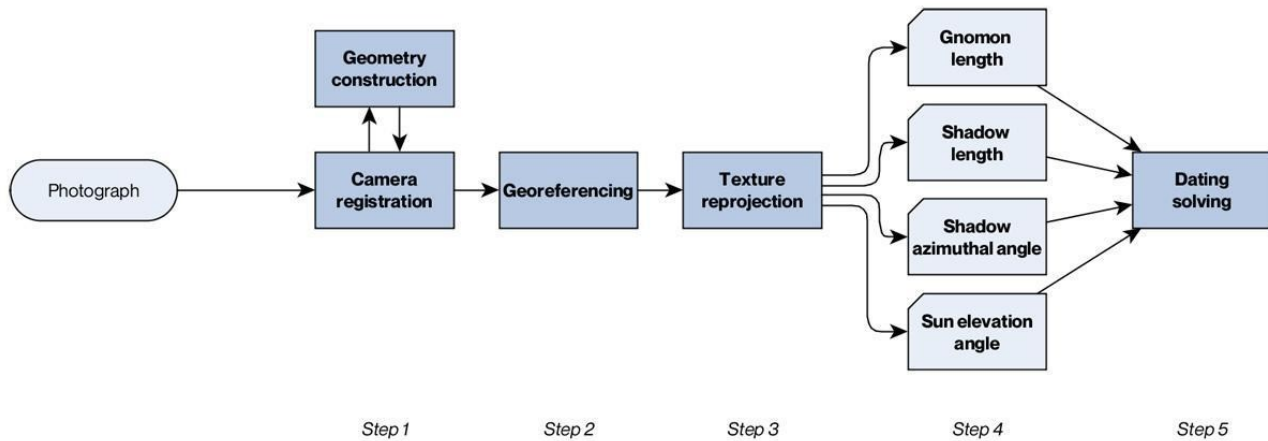 Photograph
Geometry
construction
Camera
registration
Georeferencing
Texture
reprojection
Gnomon
length
Shadow
length
Shadow
azimuthal angle
Sun elevation
angle
Dating
solving
Step 1
Step 2
Step 3
Step 4
Step 5